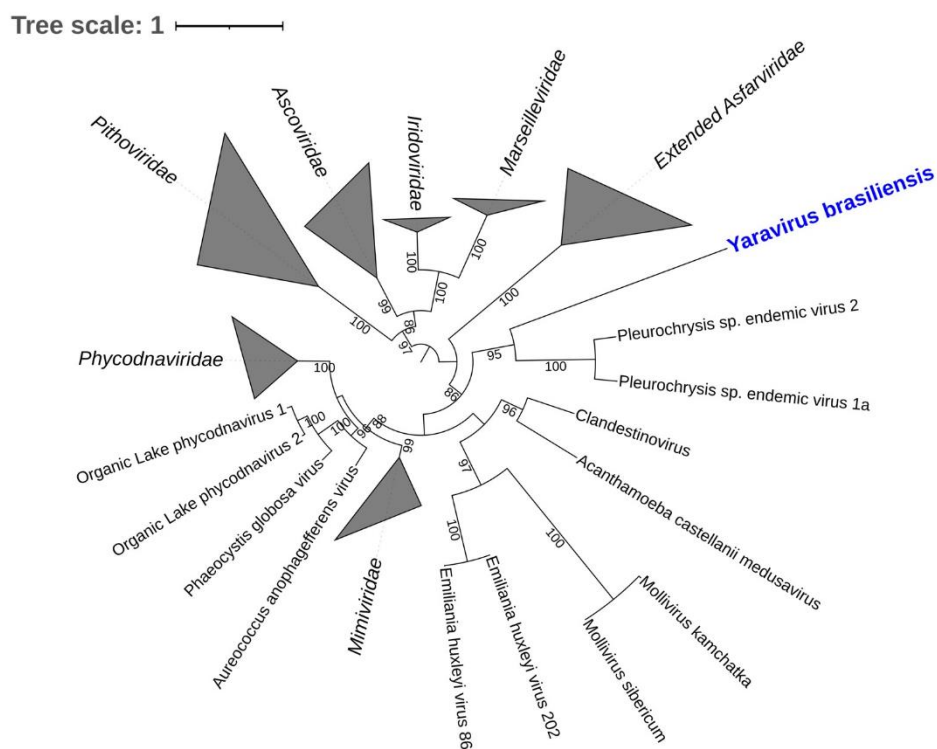 Tree scale: 1
Pithoviridae
Ascoviridae
Iridoviridae
Marseilleviridae
Extended Asfarviridae
Yaravirus brasiliensis
Pleurochrysis sp. endemic virus 2
Pleurochrysis sp. endemic virus 1a
Clandestinovirus
Acanthamoeba castellanii medusavirus
Mollivirus kamchatka
Mollivirus sibericum
Emiliania huxleyi virus 202
Emiliania huxleyi virus 86
Mimiviridae
Aureococcus anophagefferens virus
Phaeocystis globosa virus
Organic Lake phycodnavirus 2
Organic Lake phycodnavirus 1
Phycodnaviridae
100
99
100
100
100
86
97
100
95
100
86
96
97
100
100
99
88
96
100
100
100